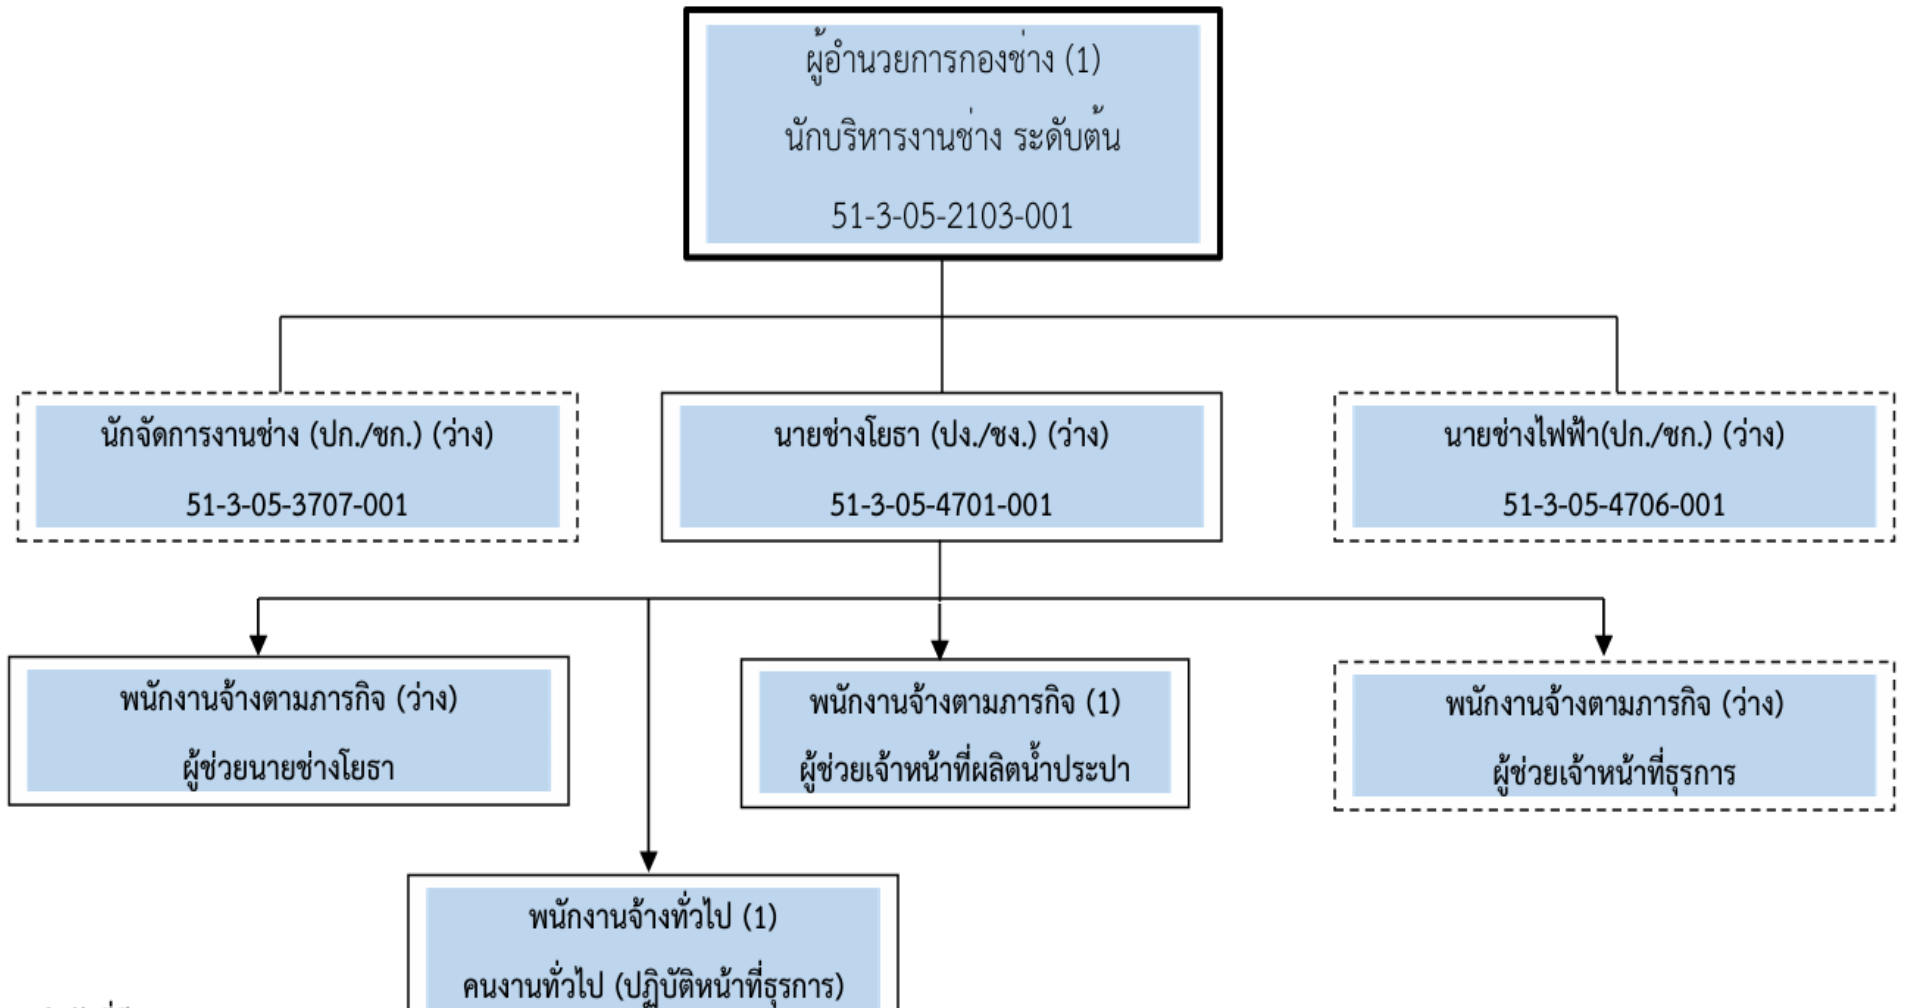 ผู้อำนวยการกองช่าง (1)
นักบริหารงานช่าง ระดับต้น
51-3-05-2103-001
นักจัดการงานช่าง (ปก./ชก.) (ว่าง)
51-3-05-3707-001
นายช่างโยธา (ปง./ชง.) (ว่าง)
51-3-05-4701-001
นายช่างไฟฟ้า(ปก./ชก.) (ว่าง)
51-3-05-4706-001
พนักงานจ้างตามภารกิจ (ว่าง)
ผู้ช่วยนายช่างโยธา
พนักงานจ้างตามภารกิจ (1)
ผู้ช่วยเจ้าหน้าที่ผลิตน้ำประปา
พนักงานจ้างตามภารกิจ (ว่าง)
ผู้ช่วยเจ้าหน้าที่ธุรการ
พนักงานจ้างทั่วไป (1)
คนงานทั่วไป (ปฏิบัติหน้าที่ธุรการ)